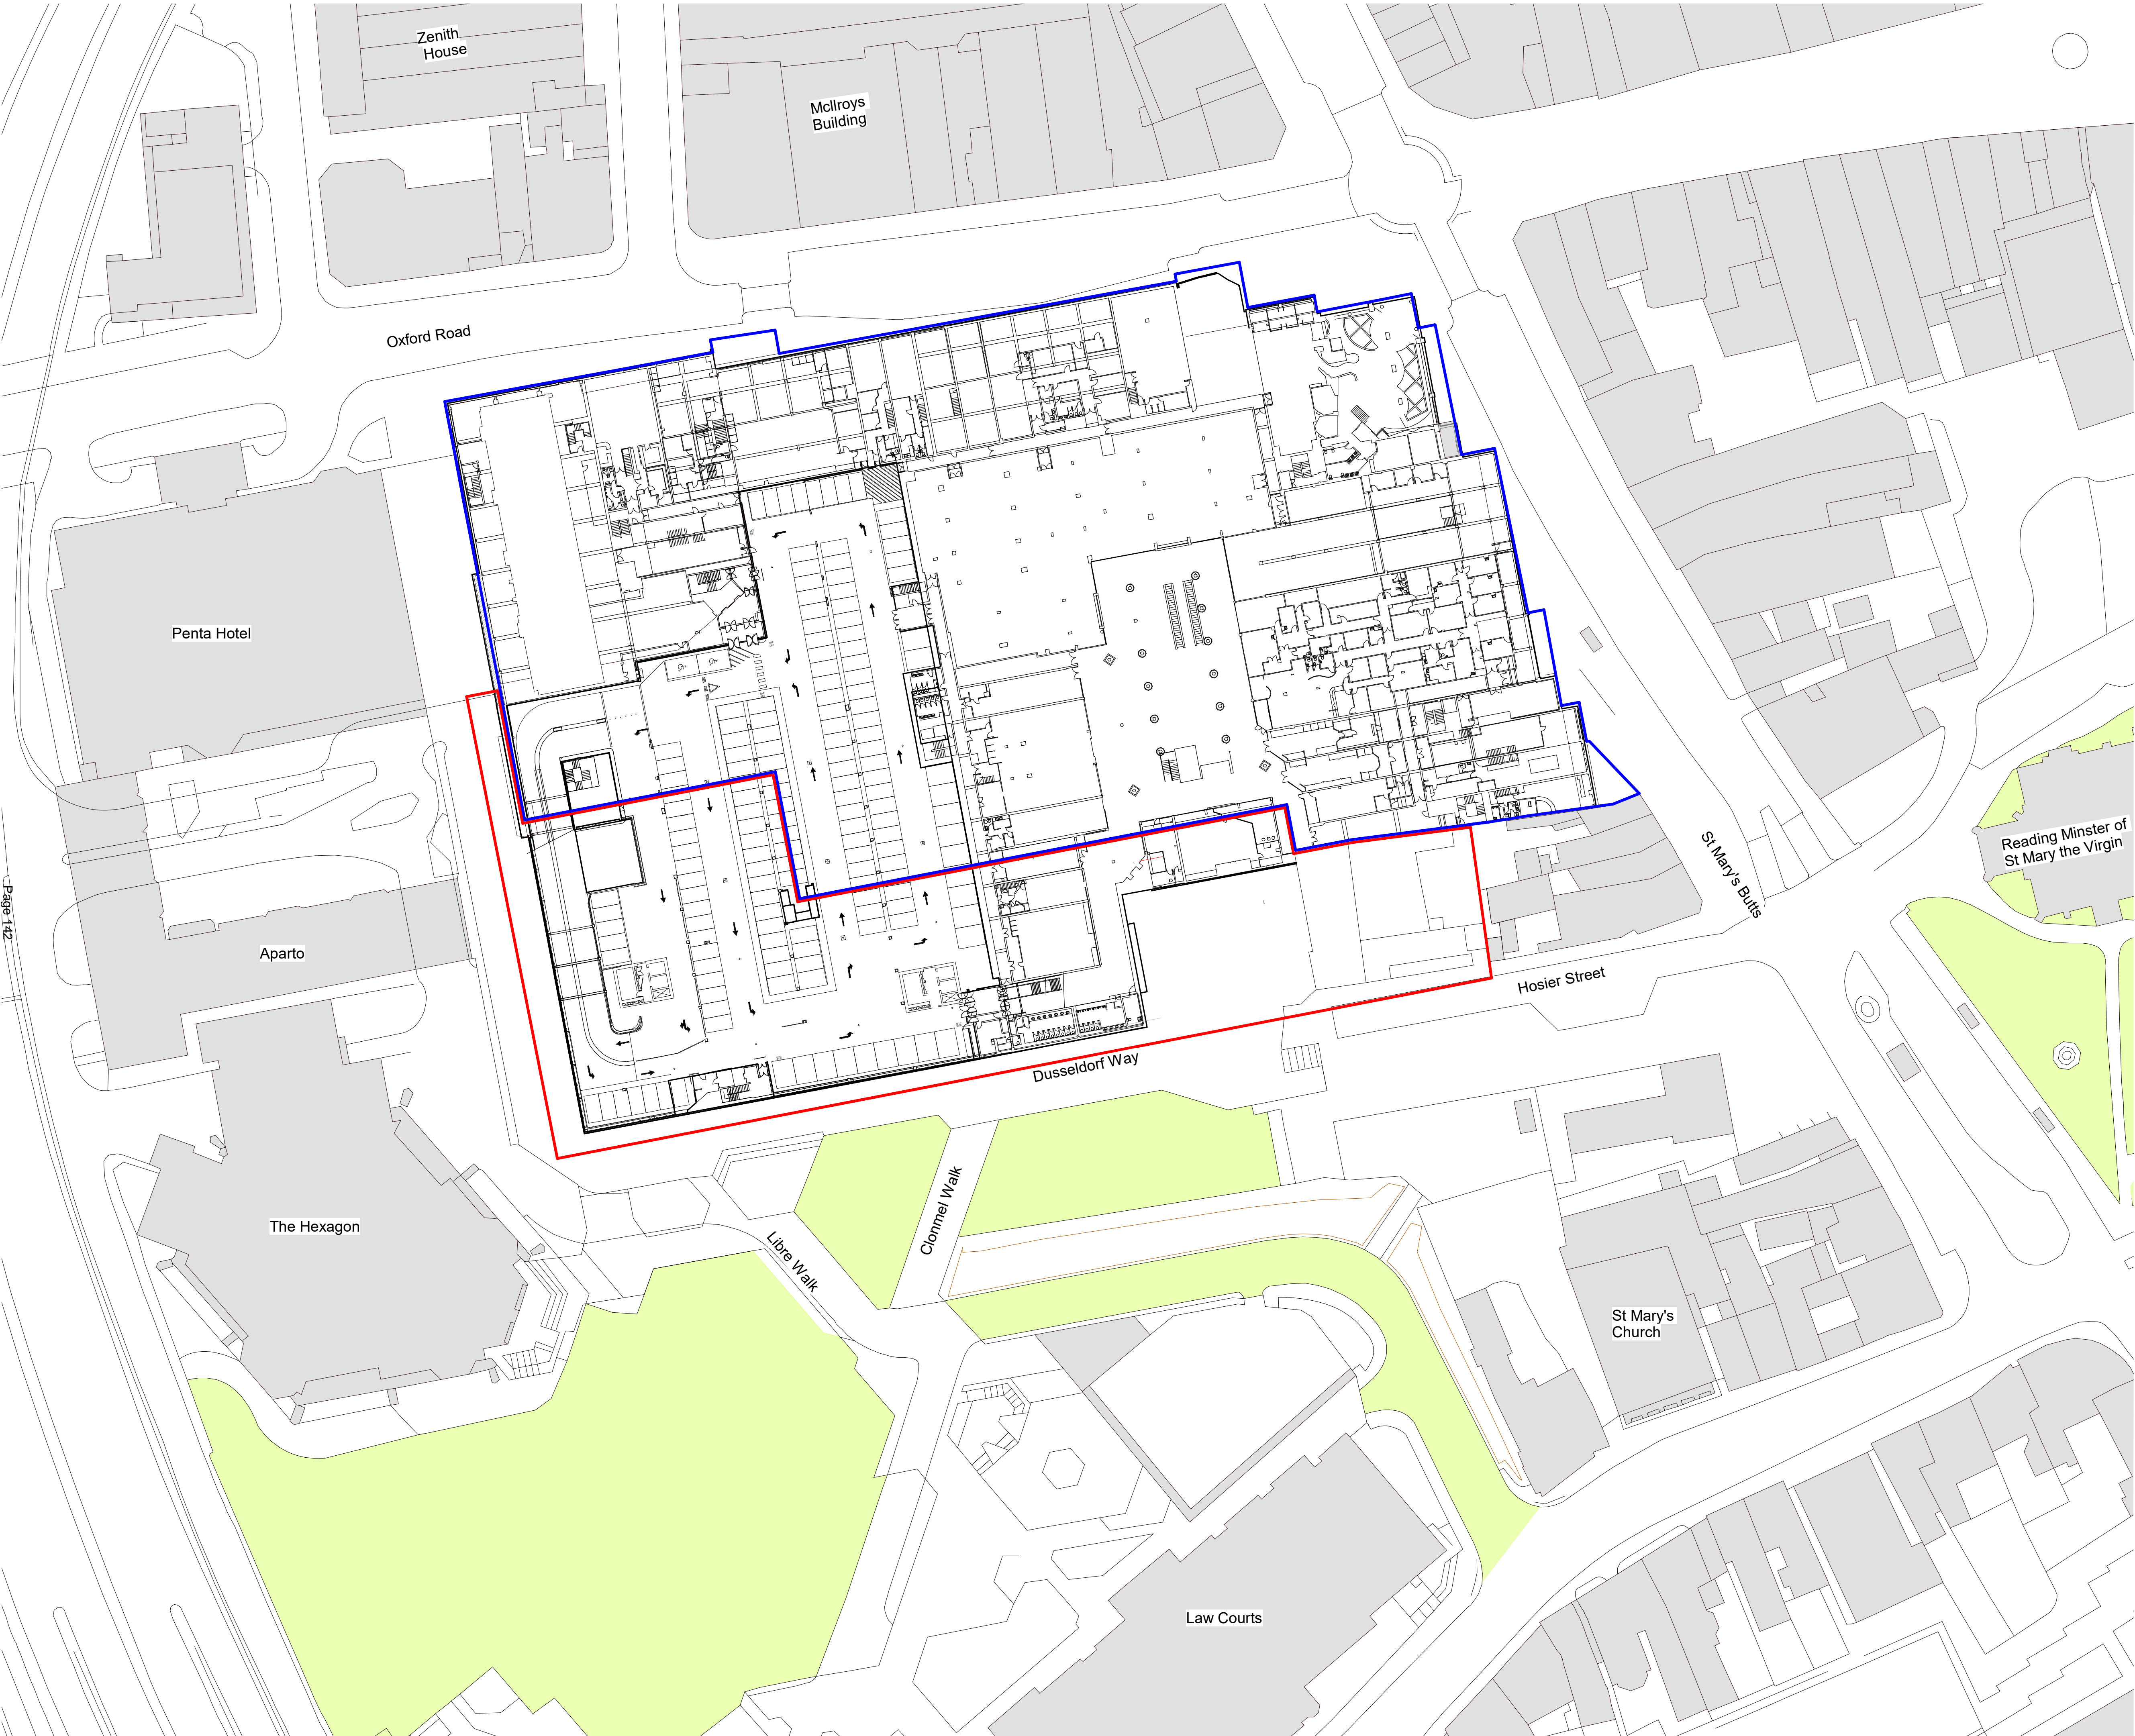 Zenith
House
McIlroys
Building
Oxford Road
Penta Hotel
Reading Minster of
St Mary the Virgin
St Mary's Butts
Page 142
Aparto
Hosier Street
Dusseldorf Way
Clonmel Walk
The Hexagon
Libre Walk
St Mary's
Church
Law Courts